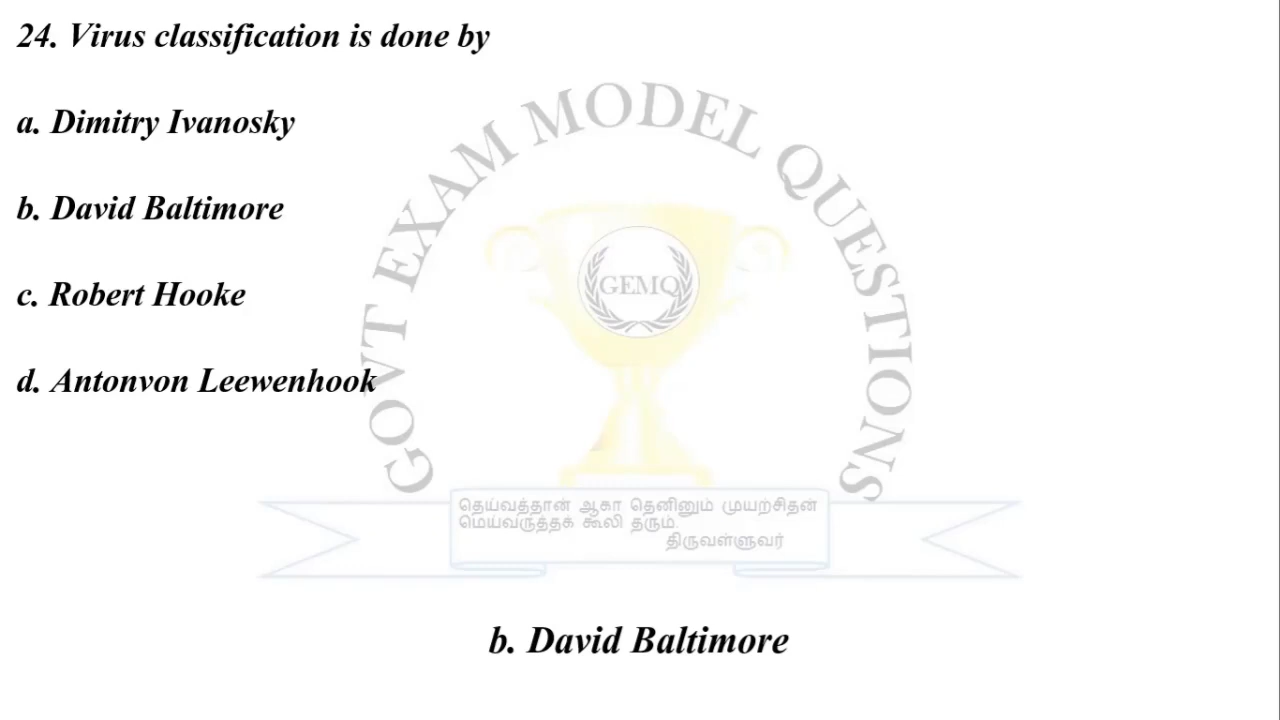 24. Virus classification is done by
a. Dimitry Ivanosky
b. David Baltimore
c. Robert Hooke
d. Antonvon Leewenhook
GOVT EXAM MODEL QUESTIONS
GEMQ
தெய்வத்தான் ஆகா தெனினும் முயற்சிதன்
மெய்வருத்தக் கூலி தரும்.
திருவள்ளுவர்
b. David Baltimore